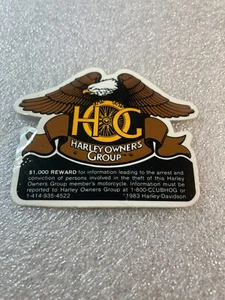 HOG
HARLEY OWNERS
GROUP
$1,000 REWARD for information leading to the arrest and
conviction of persons involved in the theft of this Harley
Owners Group member's motorcycle. Information must be
reported to Harley Owners Group at 1-800-CLUBHOG or
1-414-935-4522 ©1983 Harley-Davidson